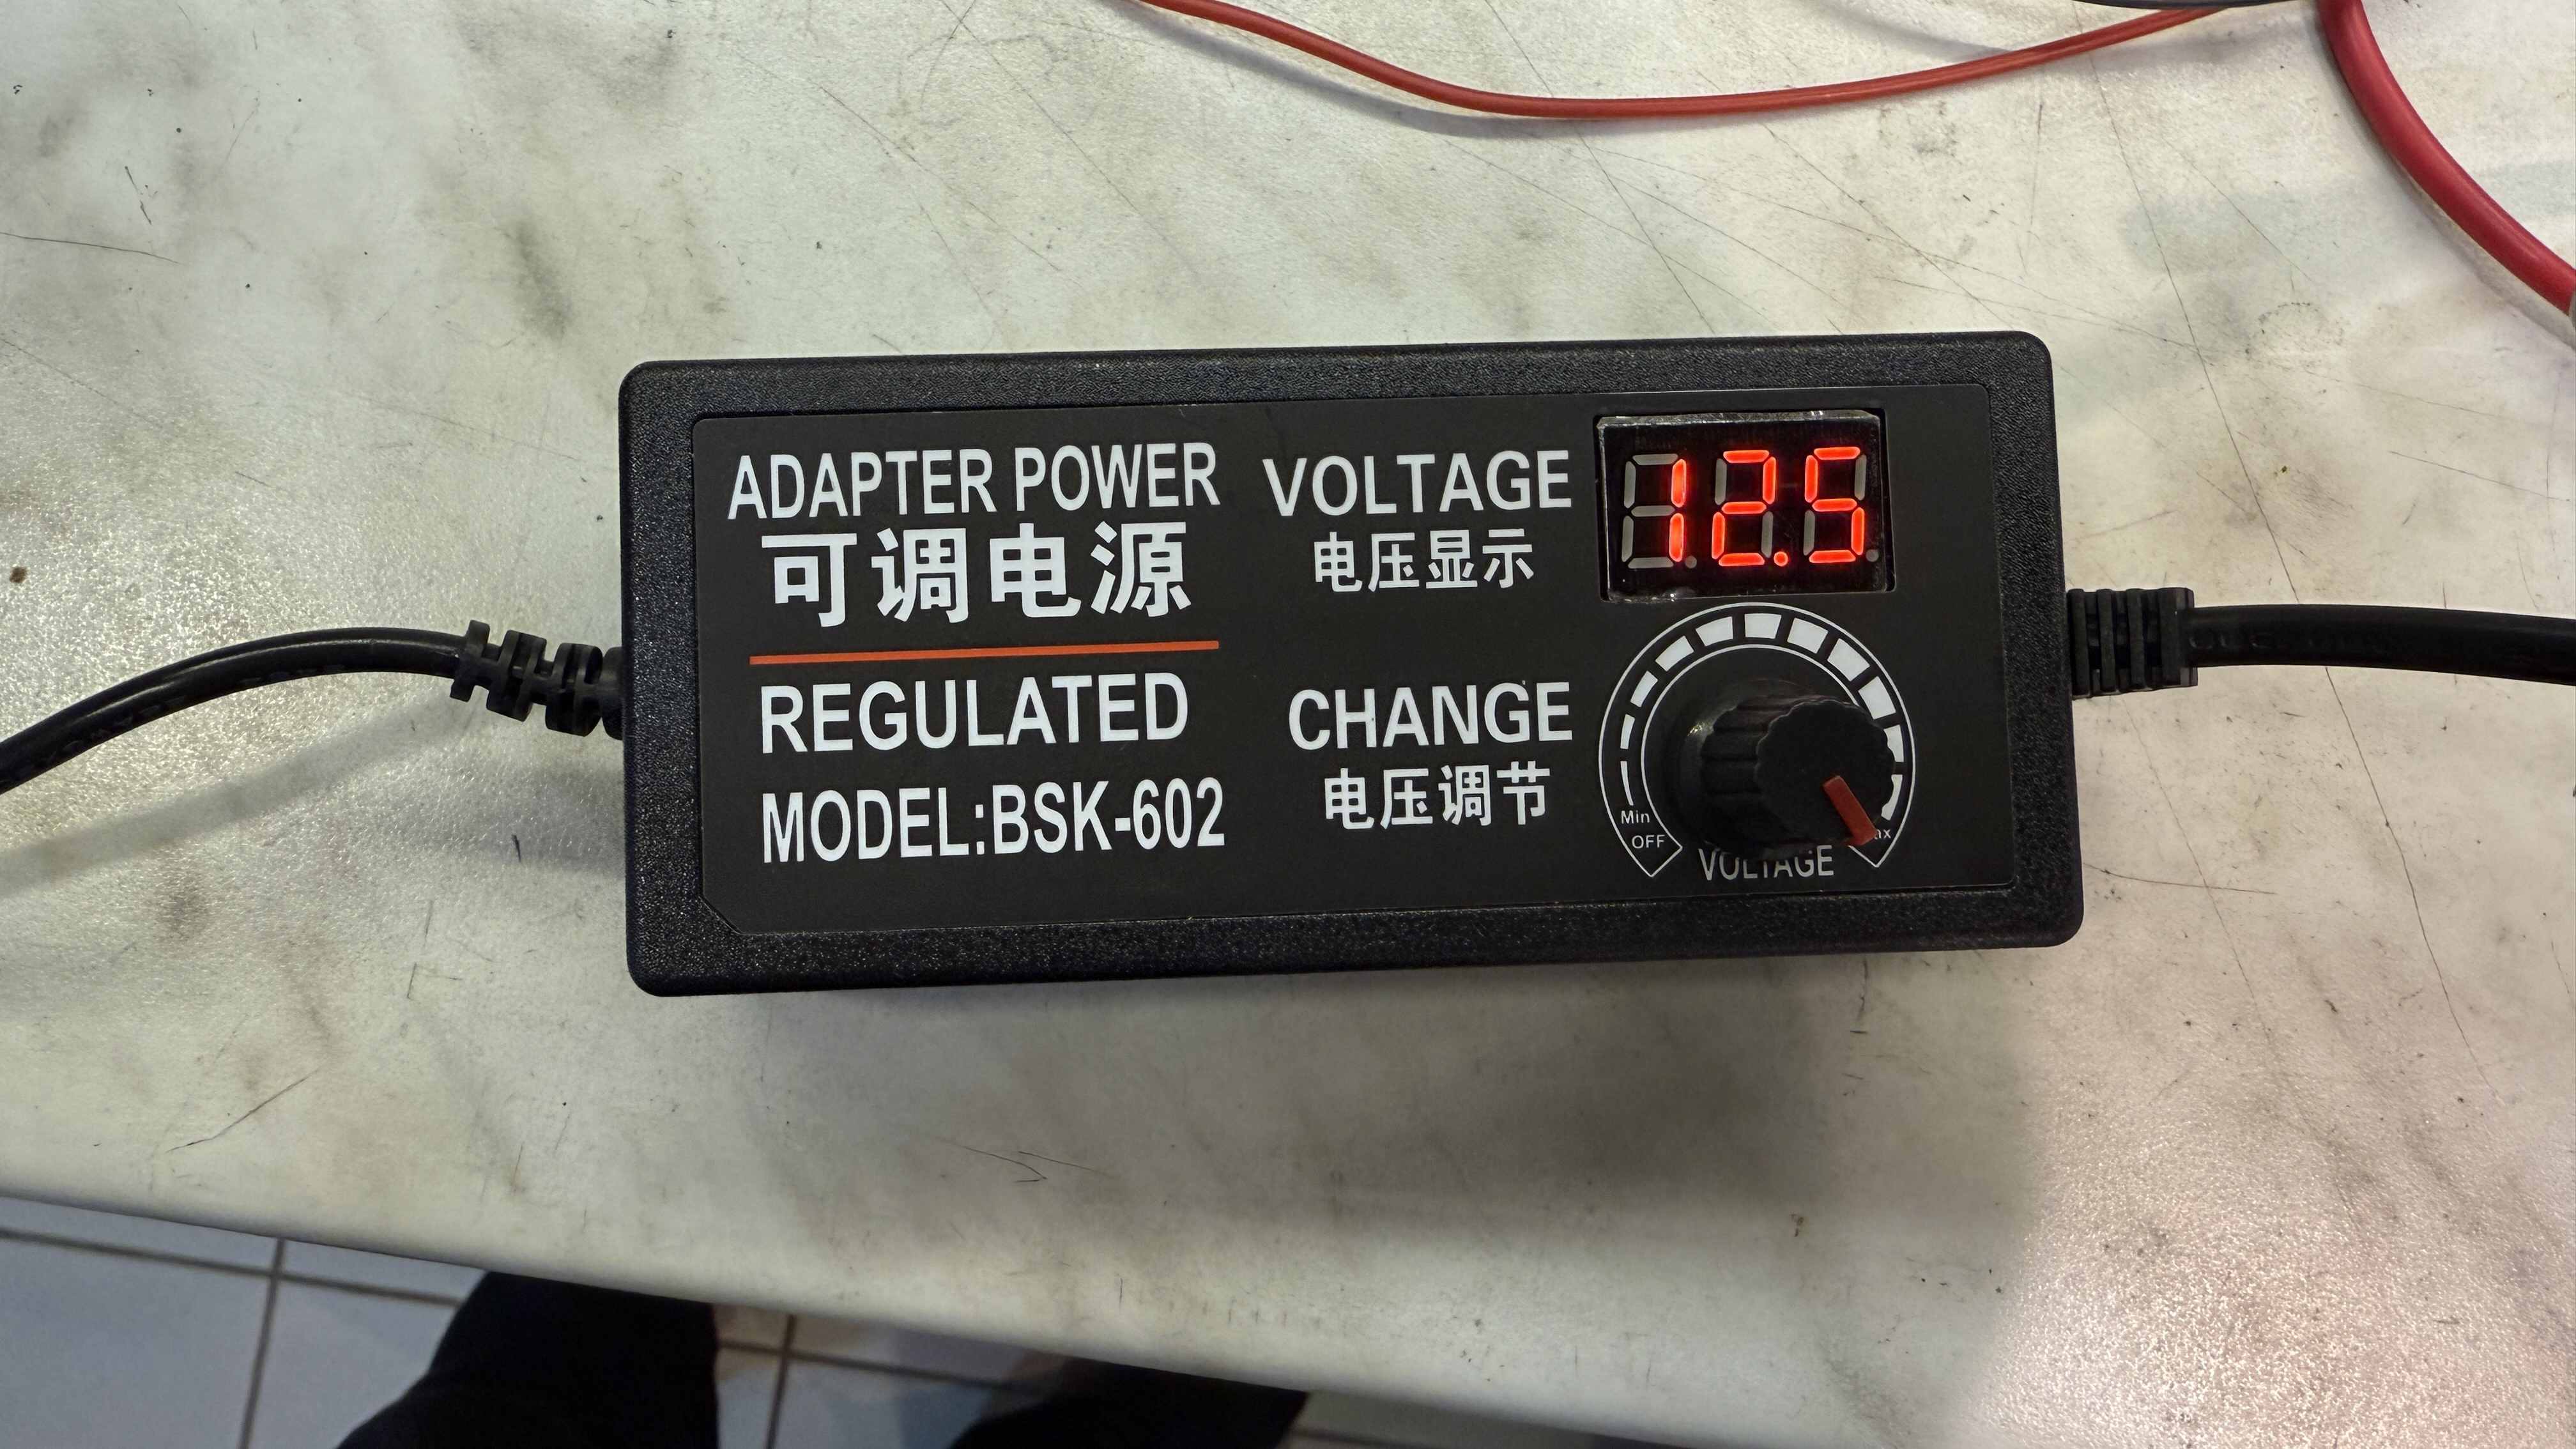 ADAPTER POWER
可调电源
REGULATED
MODEL:BSK-602
VOLTAGE
电压显示
12.5
CHANGE
电压调节
Min
OFF
VOLTAGE